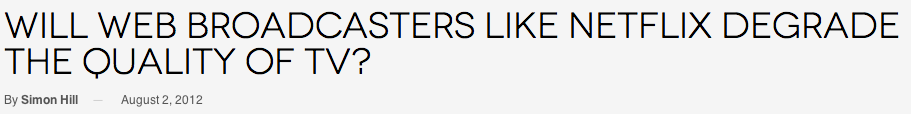 WILL WEB BROADCASTERS LIKE NETFLIX DEGRADE
THE QUALITY OF TV?
By Simon Hill — August 2, 2012